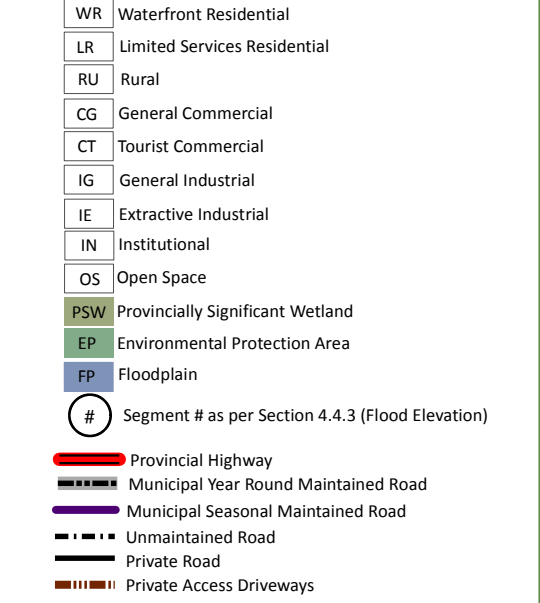 WR Waterfront Residential
LR Limited Services Residential
RU Rural
CG General Commercial
CT Tourist Commercial
IG General Industrial
IE Extractive Industrial
IN Institutional
OS Open Space
PSW Provincially Significant Wetland
EP Environmental Protection Area
FP Floodplain
# Segment # as per Section 4.4.3 (Flood Elevation)
Provincial Highway
Municipal Year Round Maintained Road
Municipal Seasonal Maintained Road
Unmaintained Road
Private Road
Private Access Driveways